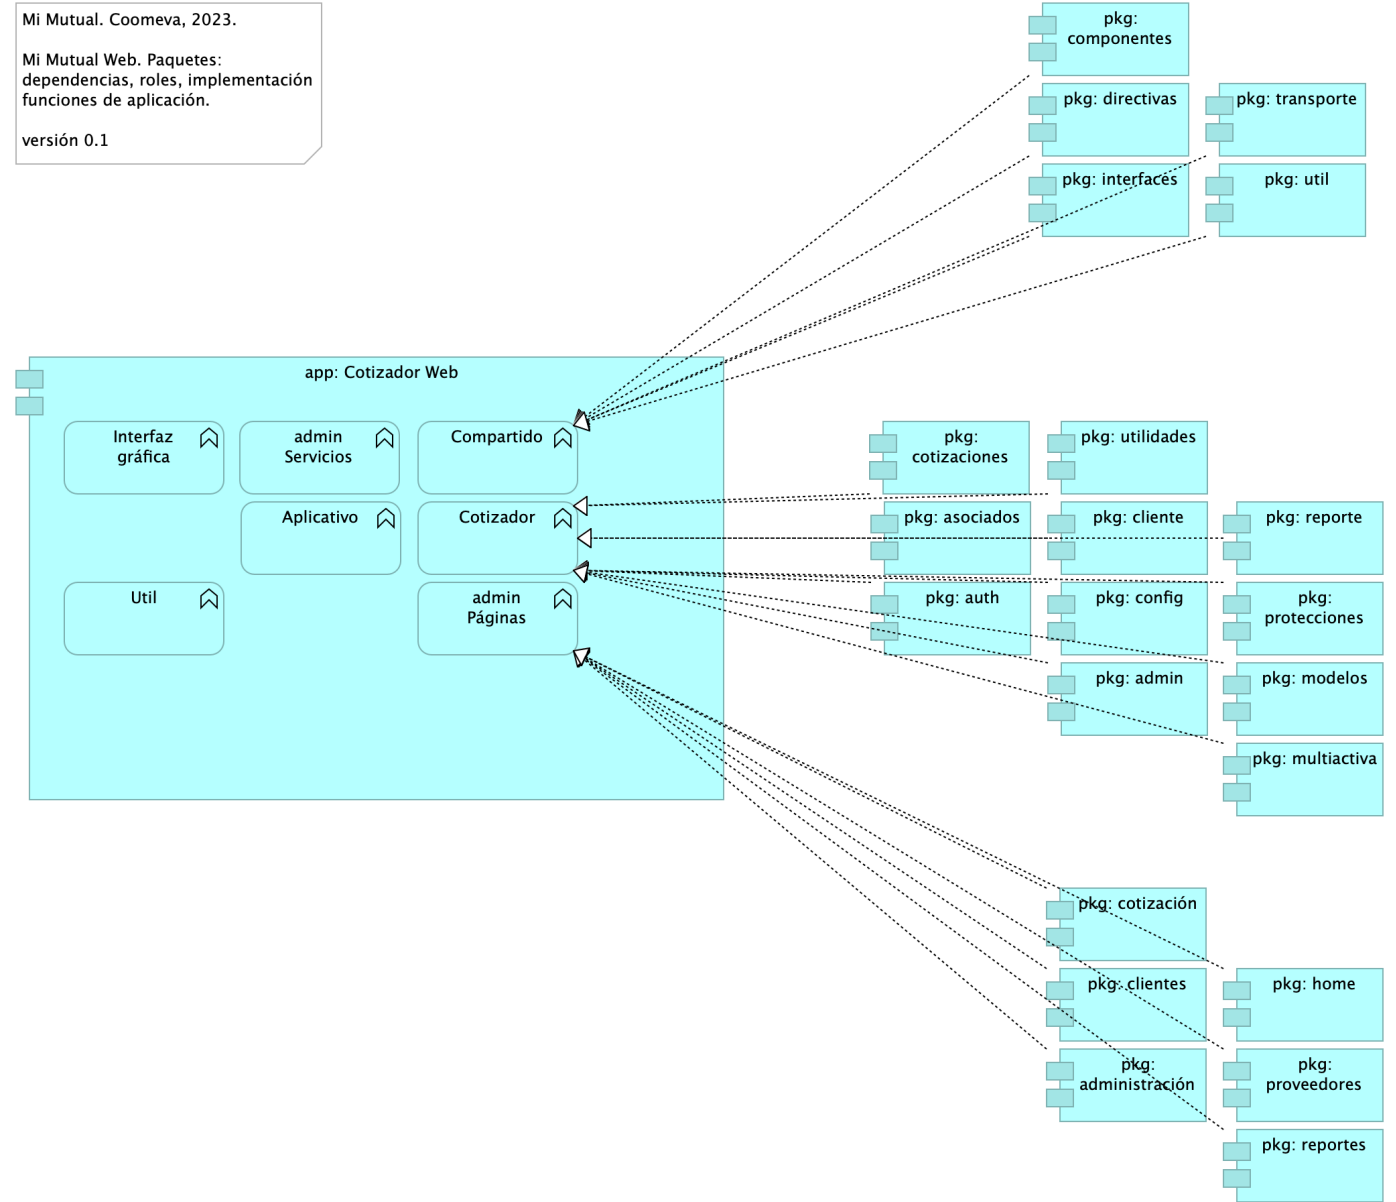 Mi Mutual. Coomeva, 2023.
Mi Mutual Web. Paquetes:
dependencias, roles, implementación
funciones de aplicación.
versión 0.1
pkg:
componentes
pkg: directivas
pkg: transporte
pkg: interfaces
pkg: util
app: Cotizador Web
Interfaz
gráfica
admin
Servicios
Compartido
Aplicativo
Cotizador
Util
admin
Páginas
pkg:
cotizaciones
pkg: utilidades
pkg: asociados
pkg: cliente
pkg: reporte
pkg: auth
pkg: config
pkg:
protecciones
pkg: admin
pkg: modelos
pkg: multiactiva
pkg: cotización
pkg: clientes
pkg: home
pkg:
administración
pkg:
proveedores
pkg: reportes